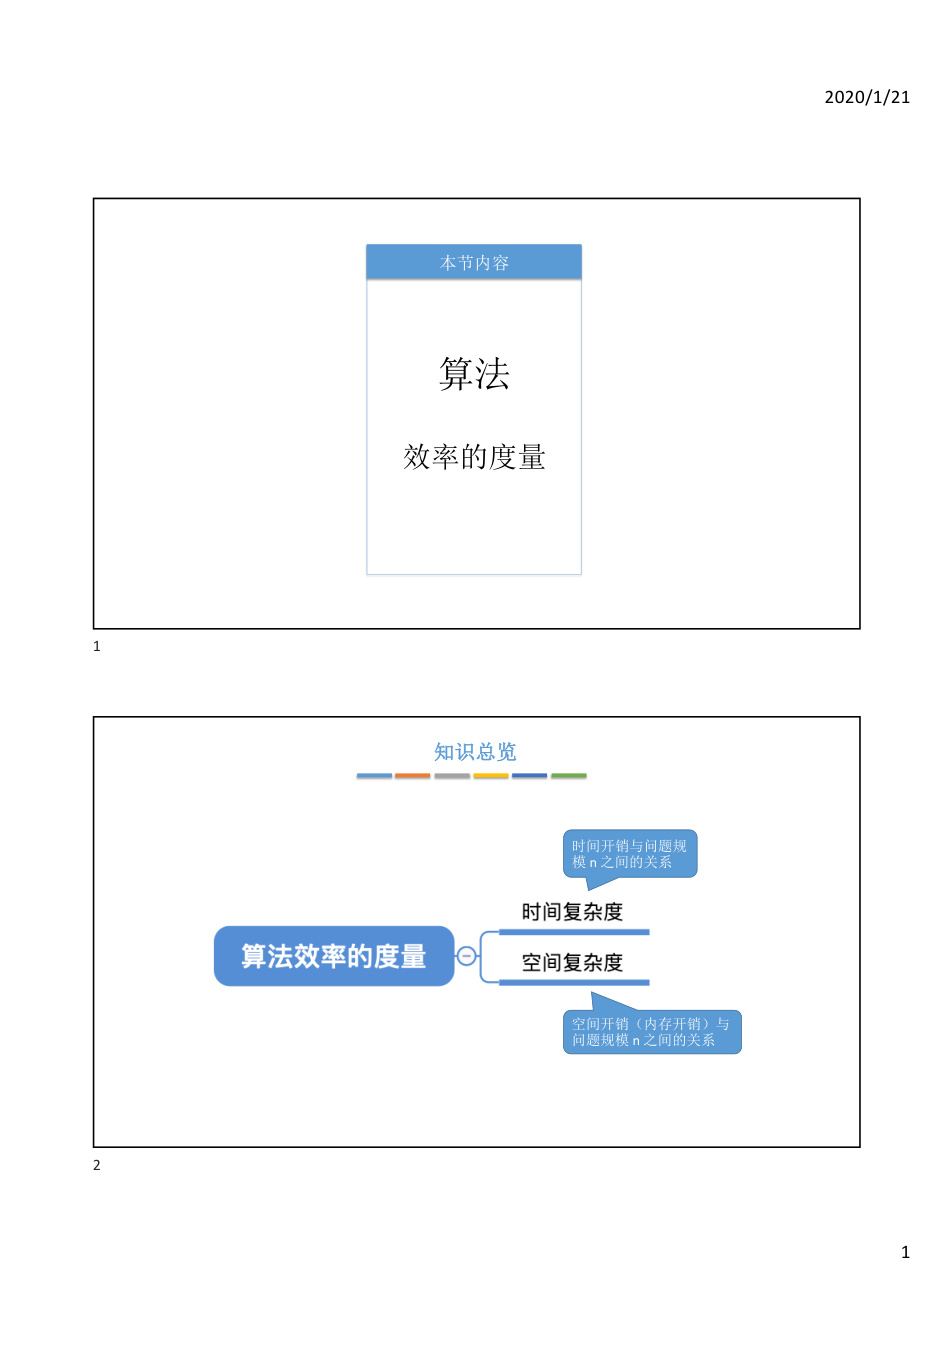 2020/1/21
本节内容
算法
效率的度量
1
知识总览
时间开销与问题规
模 n 之间的关系
时间复杂度
算法效率的度量
空间复杂度
空间开销（内存开销）与
问题规模 n 之间的关系
2
1